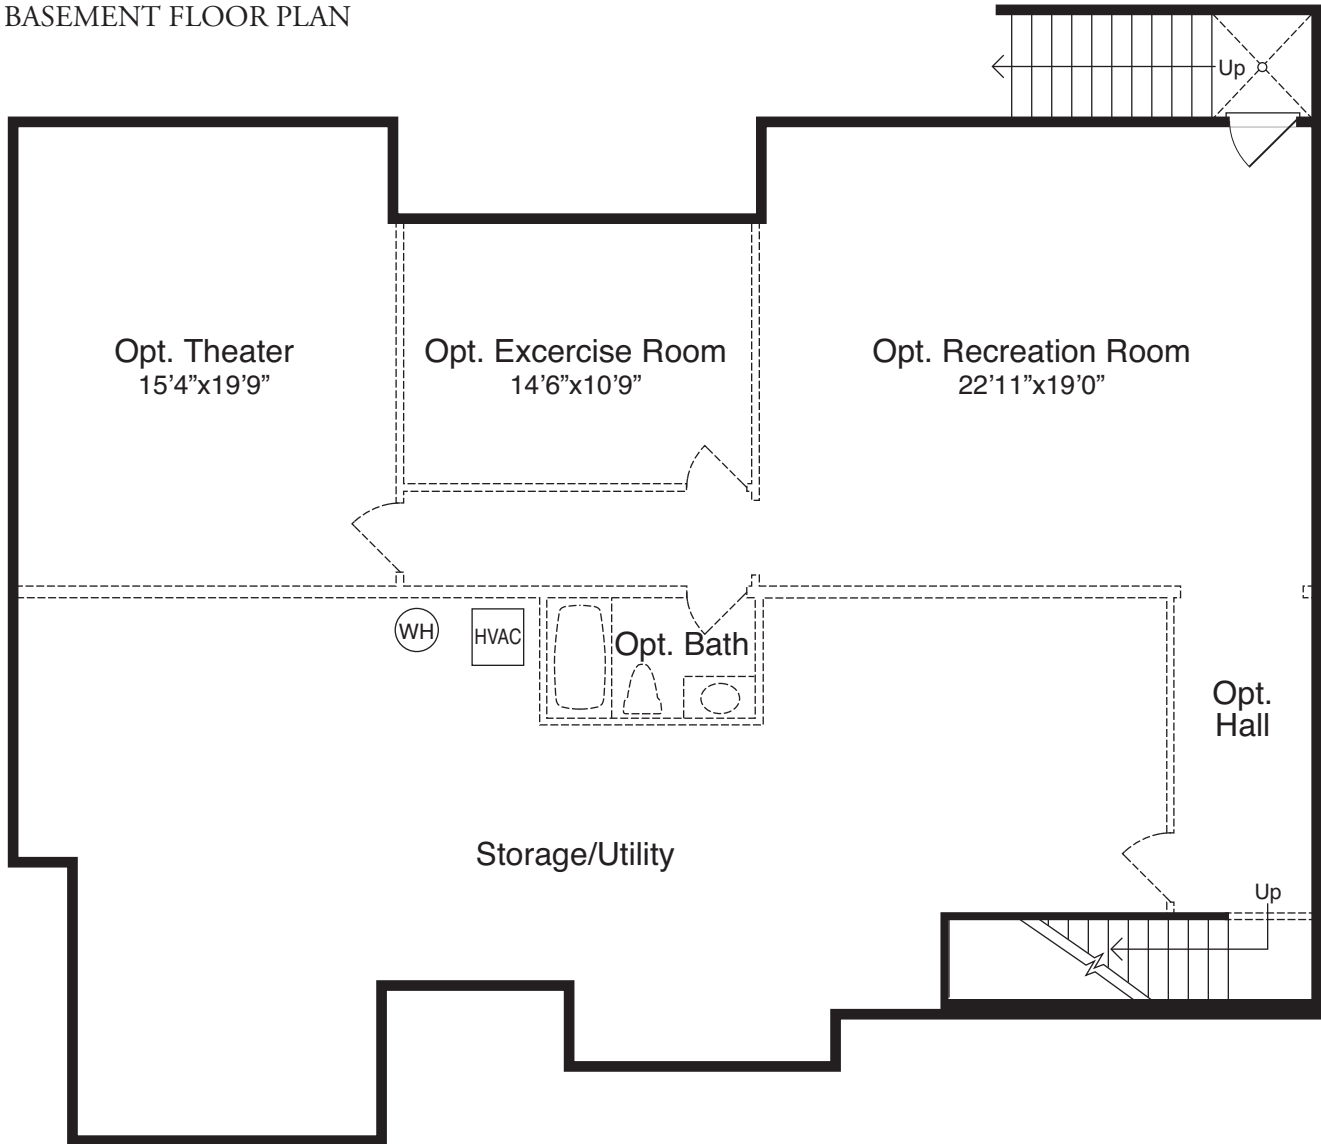 BASEMENT FLOOR PLAN
Up
Opt. Theater
15’4”x19’9”
Opt. Excercise Room
14’6”x10’9”
Opt. Recreation Room
22’11”x19’0”
WH
HVAC
Opt. Bath
Opt.
Hall
Storage/Utility
Up